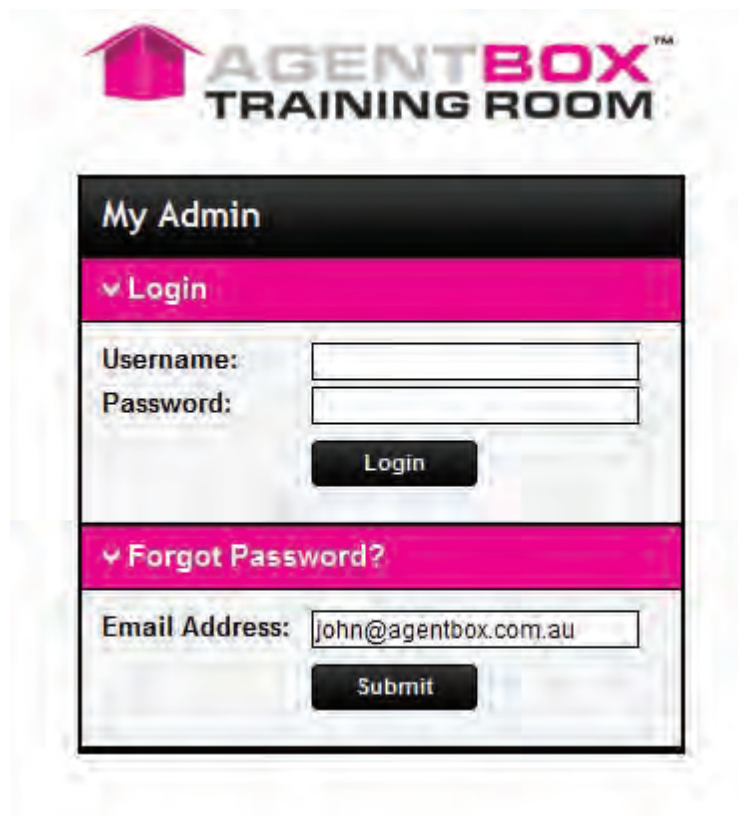 AGENTBOX™
TRAINING ROOM
My Admin
Login
Username:
Password:
Login
Forgot Password?
Email Address: john@agentbox.com.au
Submit